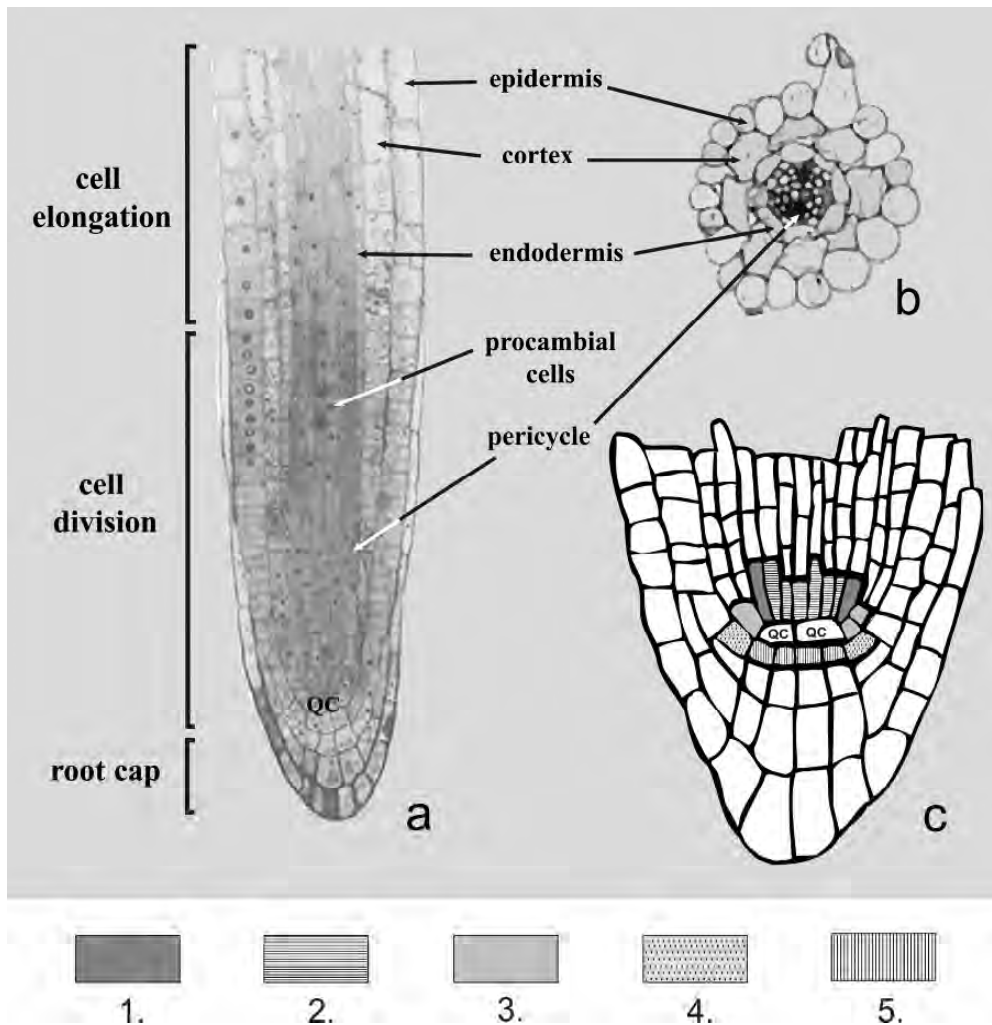 epidermis
cortex
cell
elongation
endodermis
b
procambial
cells
pericycle
cell
division
QC
QC QC
root cap
a
c
1. 2. 3. 4. 5.